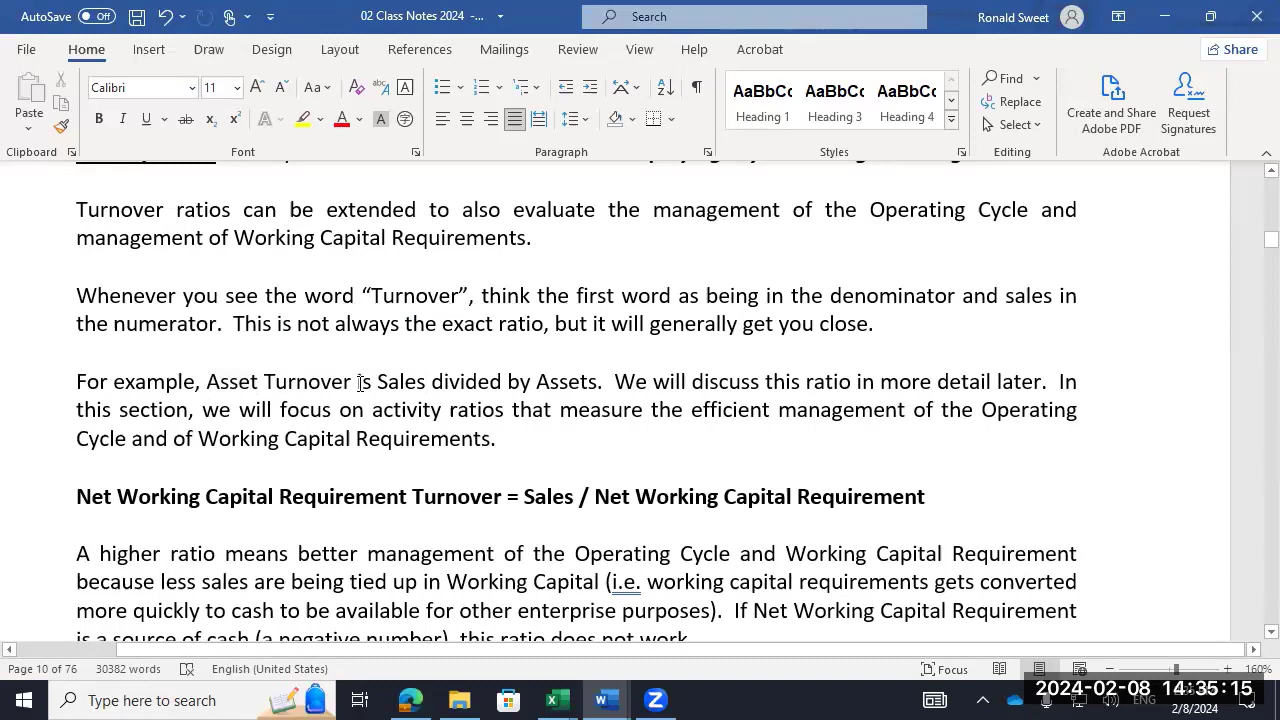 AutoSave Off 02 Class Notes 2024 -... Search Ronald Sweet
File Home Insert Draw Design Layout References Mailings Review View Help Acrobat Share
Paste
Calibri 11
Find
Replace
Select
AaBbCc AaBbCc AaBbCc
Heading 1 Heading 3 Heading 4
Create and Share Adobe PDF
Request Signatures
Clipboard Font Paragraph Styles Editing Adobe Acrobat
Turnover ratios can be extended to also evaluate the management of the Operating Cycle and
management of Working Capital Requirements.
Whenever you see the word “Turnover”, think the first word as being in the denominator and sales in
the numerator. This is not always the exact ratio, but it will generally get you close.
For example, Asset Turnover is Sales divided by Assets. We will discuss this ratio in more detail later. In
this section, we will focus on activity ratios that measure the efficient management of the Operating
Cycle and of Working Capital Requirements.
Net Working Capital Requirement Turnover = Sales / Net Working Capital Requirement
A higher ratio means better management of the Operating Cycle and Working Capital Requirement
because less sales are being tied up in Working Capital (i.e. working capital requirements gets converted
more quickly to cash to be available for other enterprise purposes). If Net Working Capital Requirement
is a source of cash (a negative number), this ratio does not work.
Page 10 of 76 30382 words English (United States) Focus 160%
Type here to search ENG
2024-02-08 14:35:15
2/8/2024